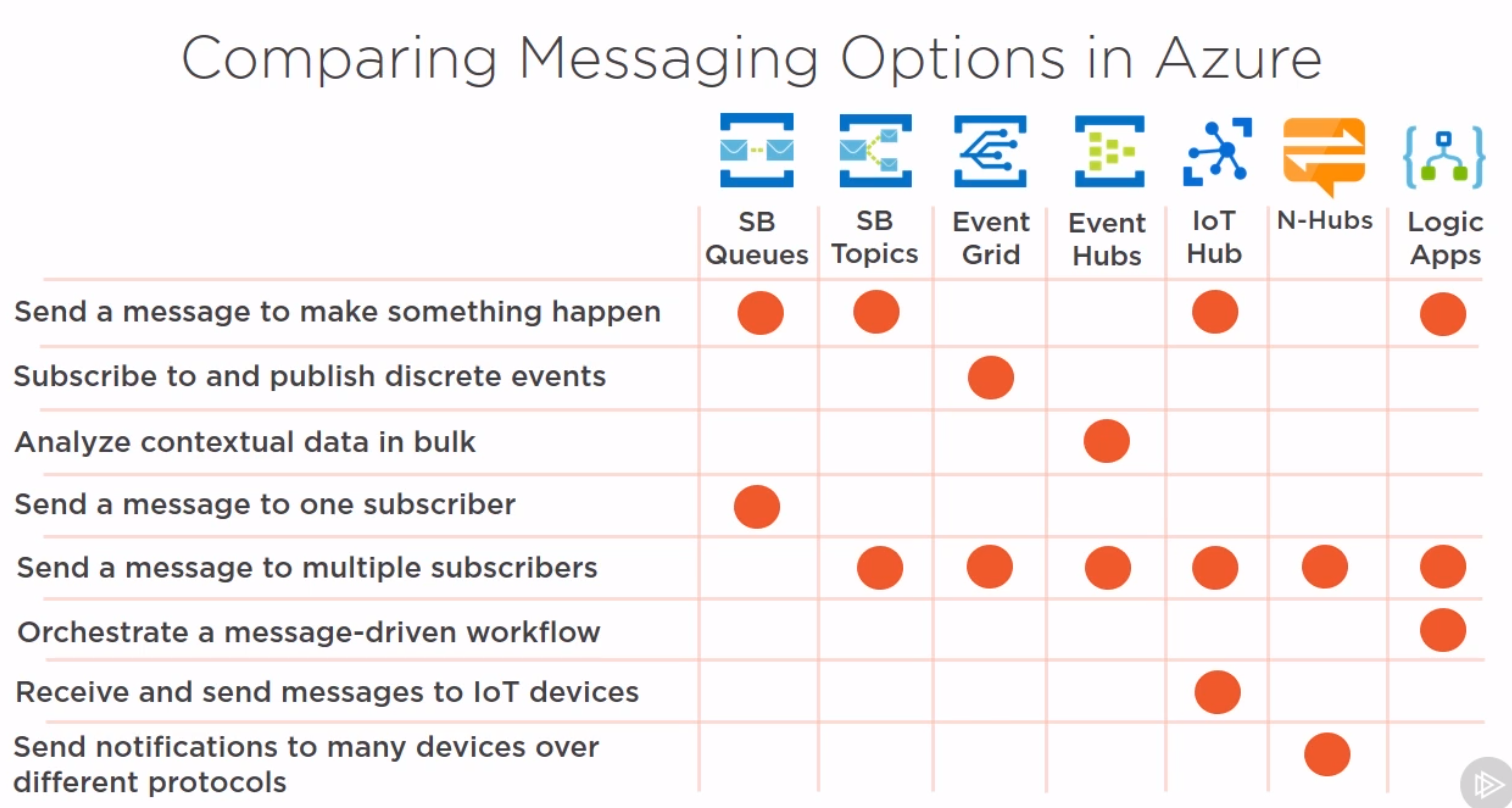 Comparing Messaging Options in Azure
SB Queues
SB Topics
Event Grid
Event Hubs
IoT Hub
N-Hubs
Logic Apps
Send a message to make something happen
Subscribe to and publish discrete events
Analyze contextual data in bulk
Send a message to one subscriber
Send a message to multiple subscribers
Orchestrate a message-driven workflow
Receive and send messages to IoT devices
Send notifications to many devices over
different protocols